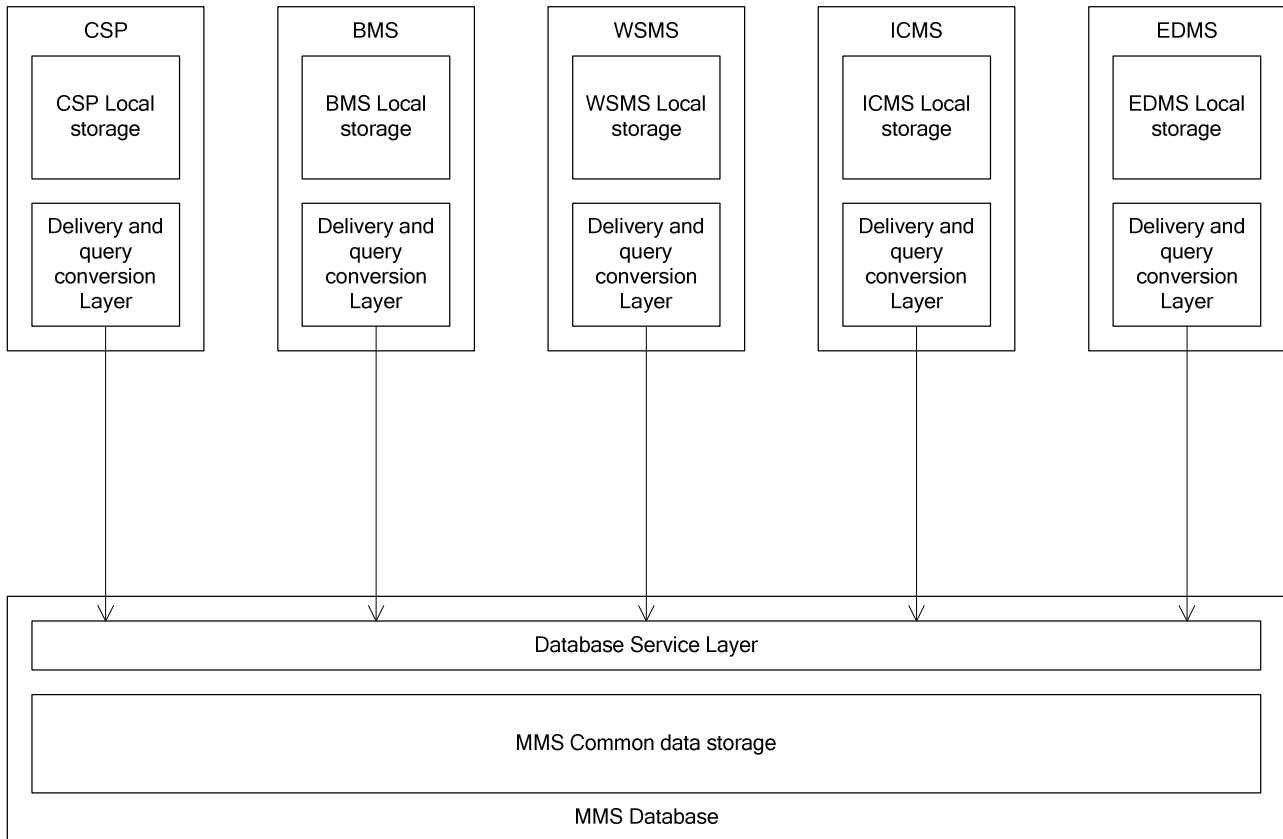 CSP
BMS
WSMS
ICMS
EDMS
CSP Local
storage
BMS Local
storage
WSMS Local
storage
ICMS Local
storage
EDMS Local
storage
Delivery and
query
conversion
Layer
Delivery and
query
conversion
Layer
Delivery and
query
conversion
Layer
Delivery and
query
conversion
Layer
Delivery and
query
conversion
Layer
Database Service Layer
MMS Common data storage
MMS Database